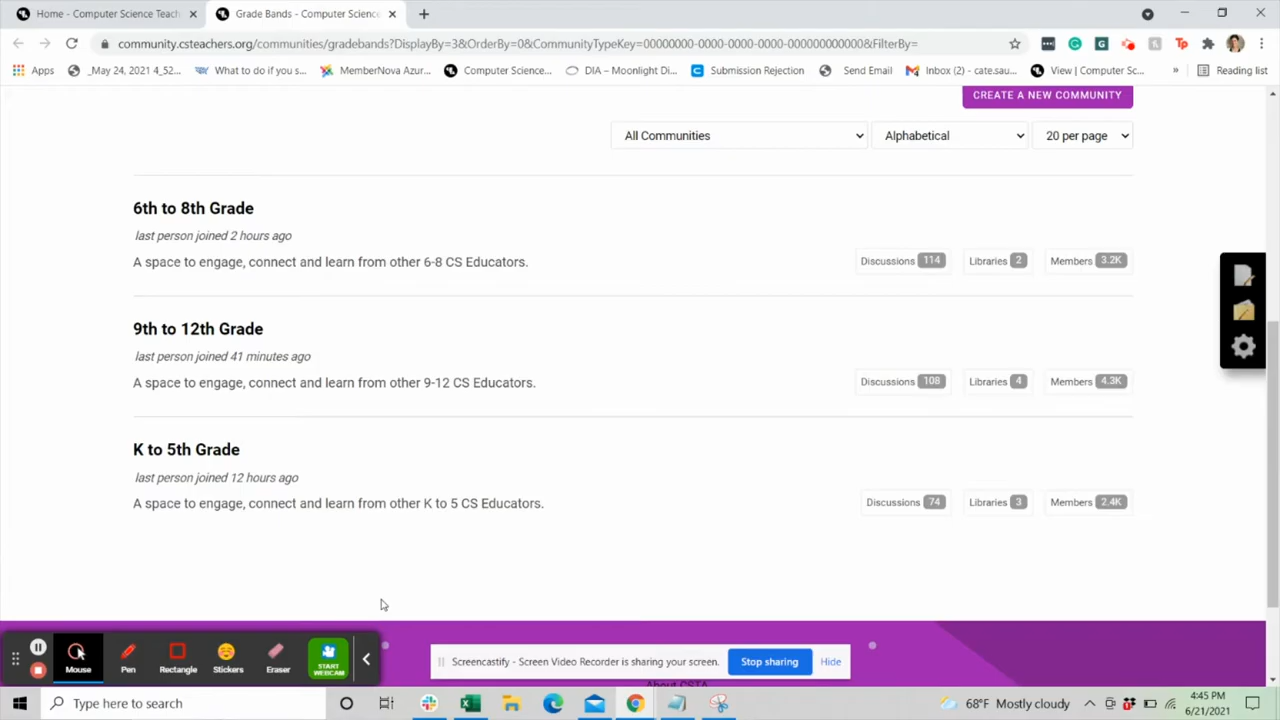 Home - Computer Science Teach
Grade Bands - Computer Science
community.csteachers.org/communities/gradebands?DisplayBy=3&OrderBy=0&CommunityTypeKey=00000000-0000-0000-0000-000000000000&FilterBy=
Apps
_May 24, 2021 4_52...
What to do if you s...
MemberNova Azur...
Computer Science...
DIA – Moonlight Di...
Submission Rejection
Send Email
Inbox (2) - cate.sau...
View | Computer Sc...
»
Reading list
CREATE A NEW COMMUNITY
All Communities
Alphabetical
20 per page
6th to 8th Grade
last person joined 2 hours ago
A space to engage, connect and learn from other 6-8 CS Educators.
Discussions 114
Libraries 2
Members 3.2K
9th to 12th Grade
last person joined 41 minutes ago
A space to engage, connect and learn from other 9-12 CS Educators.
Discussions 108
Libraries 4
Members 4.3K
K to 5th Grade
last person joined 12 hours ago
A space to engage, connect and learn from other K to 5 CS Educators.
Discussions 74
Libraries 3
Members 2.4K
Mouse
Pen
Rectangle
Stickers
Eraser
START
WEBCAM
Screencastify - Screen Video Recorder is sharing your screen.
Stop sharing
Hide
About CSTA
Type here to search
68°F Mostly cloudy
4:45 PM
6/21/2021